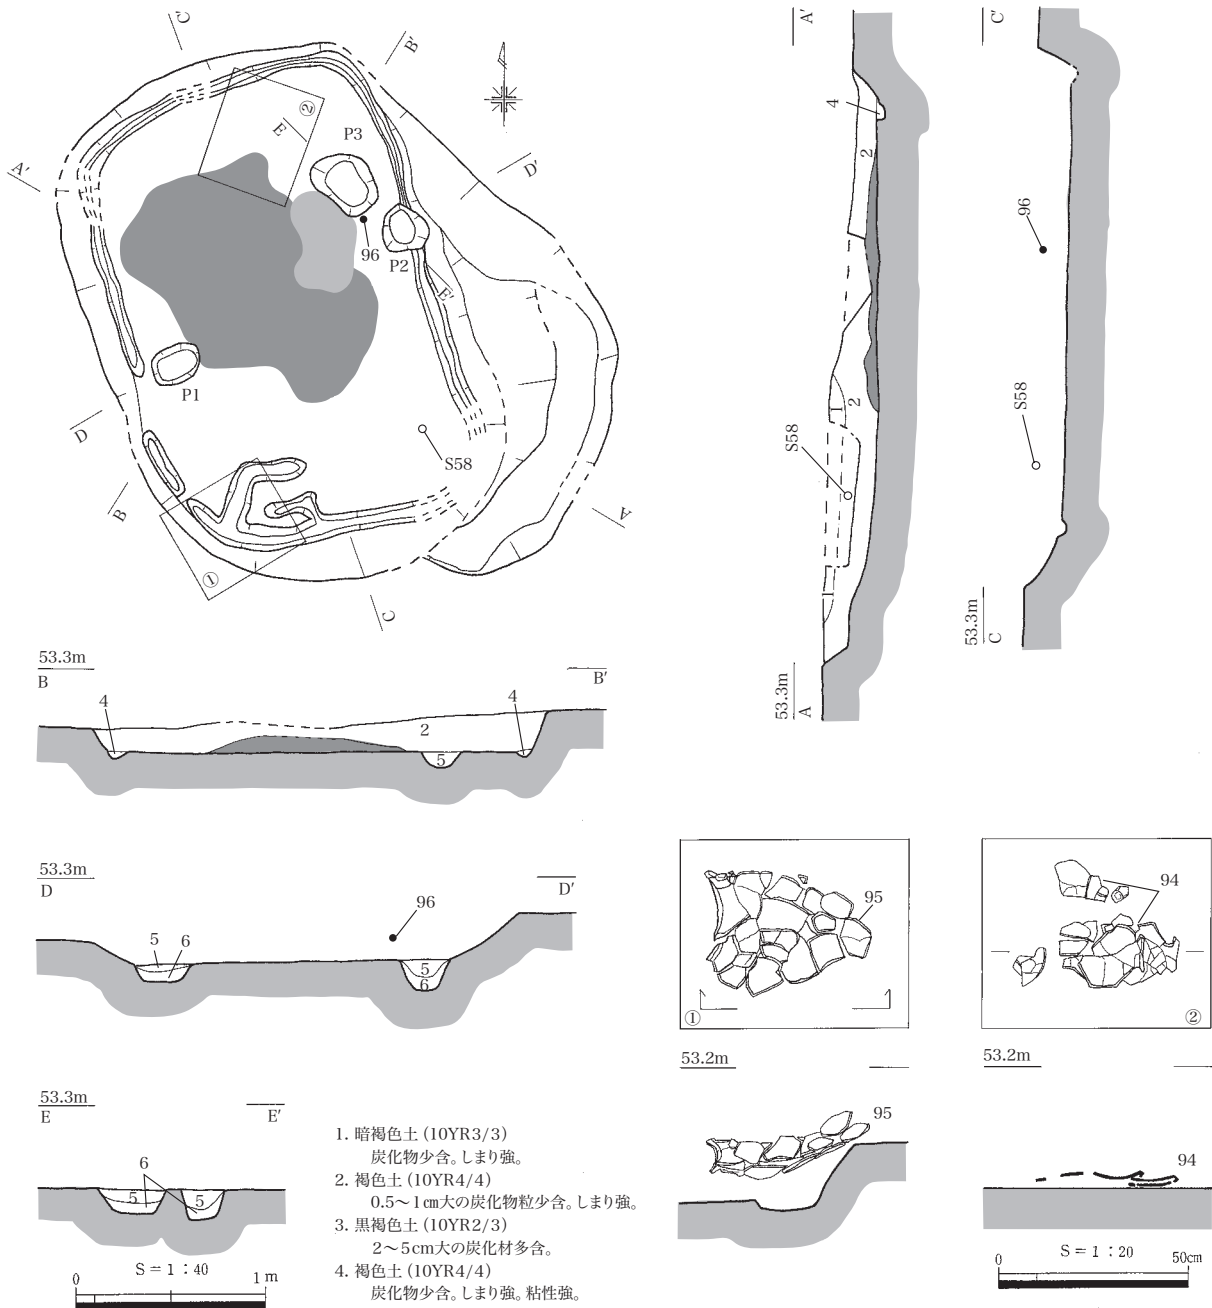 C′
B′
②
E
P3
A′
D′
96
P2
E′
P1
D
S58
B
A
①
C
A′
C′
4
2
96
S58
1
2
S58
1
53.3m
A
53.3m
C
53.3m
B
B′
4
4
2
5
53.3m
D
D′
96
5
6
5
6
95
94
①
②
53.2m
53.2m
95
94
53.3m
E
E′
6
5
5
1. 暗褐色土 (10YR3/3)
炭化物少含。しまり強。
2. 褐色土 (10YR4/4)
0.5〜1㎝大の炭化物粒少含。しまり強。
3. 黒褐色土 (10YR2/3)
2〜5cm大の炭化材多含。
4. 褐色土 (10YR4/4)
炭化物少含。しまり強。粘性強。
S = 1 : 40
0
1 m
S = 1 : 20
0
50cm